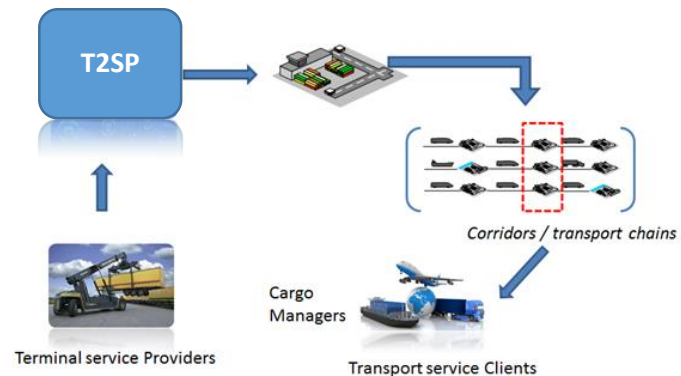 T2SP
Corridors / transport chains
Cargo
Managers
Terminal service Providers
Transport service Clients